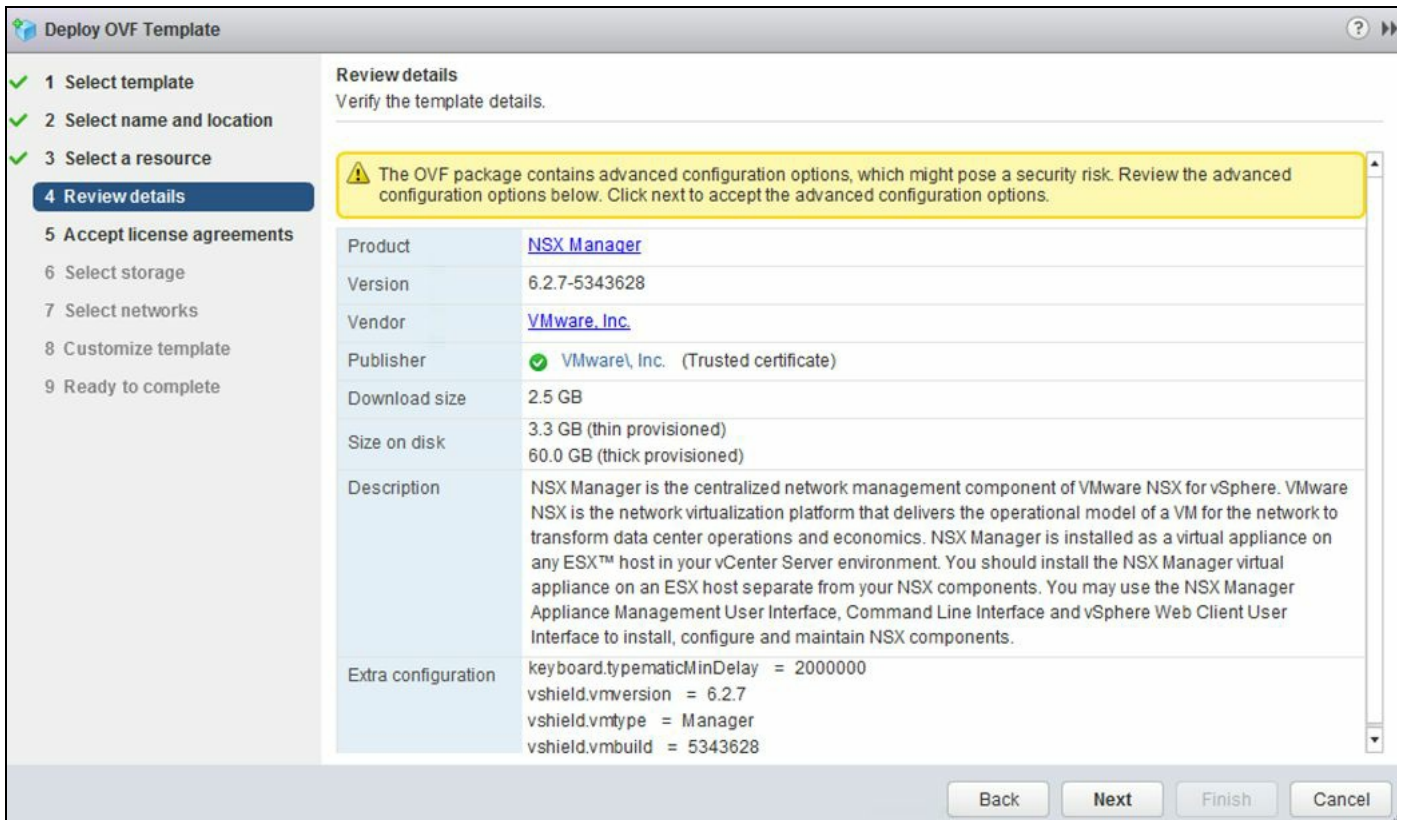 Deploy OVF Template
?
1 Select template
2 Select name and location
3 Select a resource
4 Review details
5 Accept license agreements
6 Select storage
7 Select networks
8 Customize template
9 Ready to complete
Review details
Verify the template details.
The OVF package contains advanced configuration options, which might pose a security risk. Review the advanced
configuration options below. Click next to accept the advanced configuration options.
Product NSX Manager
Version 6.2.7-5343628
Vendor VMware, Inc.
Publisher VMware\, Inc. (Trusted certificate)
Download size 2.5 GB
Size on disk 3.3 GB (thin provisioned)
60.0 GB (thick provisioned)
Description NSX Manager is the centralized network management component of VMware NSX for vSphere. VMware
NSX is the network virtualization platform that delivers the operational model of a VM for the network to
transform data center operations and economics. NSX Manager is installed as a virtual appliance on
any ESX™ host in your vCenter Server environment. You should install the NSX Manager virtual
appliance on an ESX host separate from your NSX components. You may use the NSX Manager
Appliance Management User Interface, Command Line Interface and vSphere Web Client User
Interface to install, configure and maintain NSX components.
Extra configuration keyboard.typematicMinDelay = 2000000
vshield.vmversion = 6.2.7
vshield.vmtype = Manager
vshield.vmbuild = 5343628
Back Next Finish Cancel